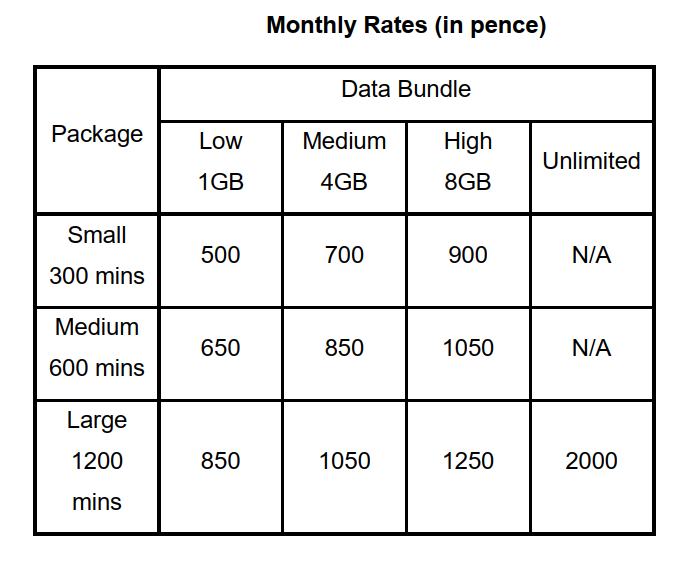 Monthly Rates (in pence)
Package
Data Bundle
Low
1GB
Medium
4GB
High
8GB
Unlimited
Small
300 mins
500
700
900
N/A
Medium
600 mins
650
850
1050
N/A
Large
1200
mins
850
1050
1250
2000